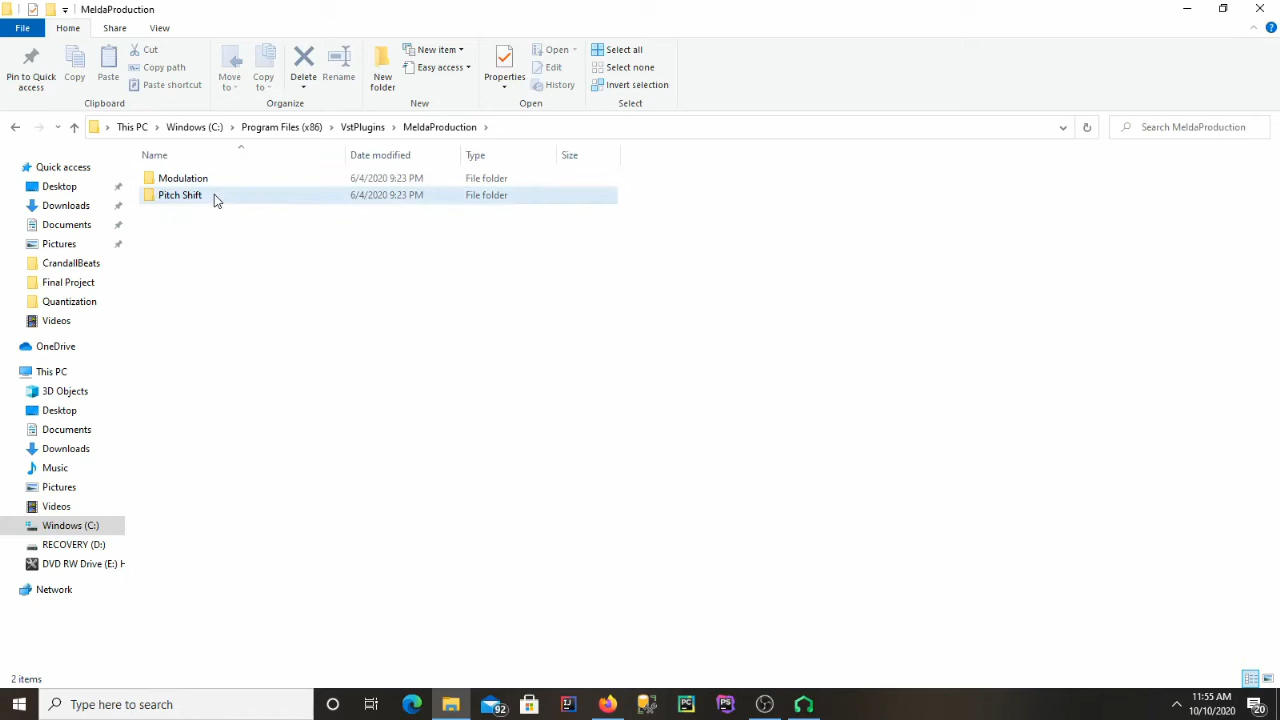 MeldaProduction
File Home Share View
Pin to Quick access
Copy
Paste
Cut
Copy path
Paste shortcut
Clipboard
Move to
Copy to
Delete
Rename
Organize
New folder
New item
Easy access
New
Properties
Open
Edit
History
Open
Select all
Select none
Invert selection
Select
This PC > Windows (C:) > Program Files (x86) > VstPlugins > MeldaProduction >
Search MeldaProduction
Name Date modified Type Size
Modulation 6/4/2020 9:23 PM File folder
Pitch Shift 6/4/2020 9:23 PM File folder
Quick access
Desktop
Downloads
Documents
Pictures
CrandallBeats
Final Project
Quantization
Videos
OneDrive
This PC
3D Objects
Desktop
Documents
Downloads
Music
Pictures
Videos
Windows (C:)
RECOVERY (D:)
DVD RW Drive (E:) H
Network
2 items
Type here to search
92
IJ
PC
PS
11:55 AM
10/10/2020
20